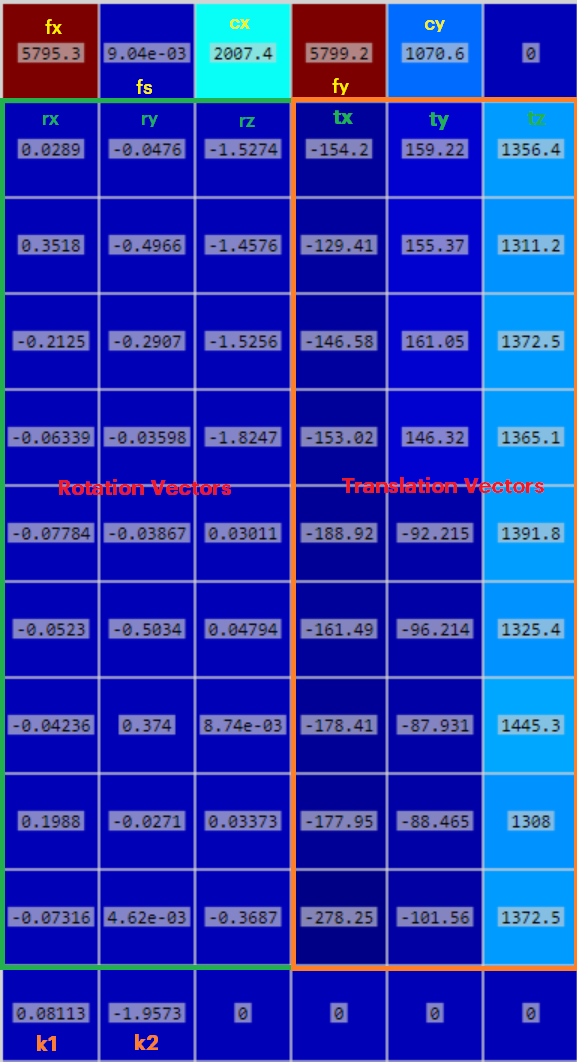 fx cx cy
5795.3 9.04e-03 2007.4 5799.2 1070.6 0
fs fy
rx ry rz tx ty tz
0.0289 -0.0476 -1.5274 -154.2 159.22 1356.4
0.3518 -0.4966 -1.4576 -129.41 155.37 1311.2
-0.2125 -0.2907 -1.5256 -146.58 161.05 1372.5
-0.06339 -0.03598 -1.8247 -153.02 146.32 1365.1
Rotation Vectors Translation Vectors
-0.07784 -0.03867 0.03011 -188.92 -92.215 1391.8
-0.0523 -0.5034 0.04794 -161.49 -96.214 1325.4
-0.04236 0.374 8.74e-03 -178.41 -87.931 1445.3
0.1988 -0.0271 0.03373 -177.95 -88.465 1308
-0.07316 4.62e-03 -0.3687 -278.25 -101.56 1372.5
0.08113 -1.9573 0 0 0 0
k1 k2